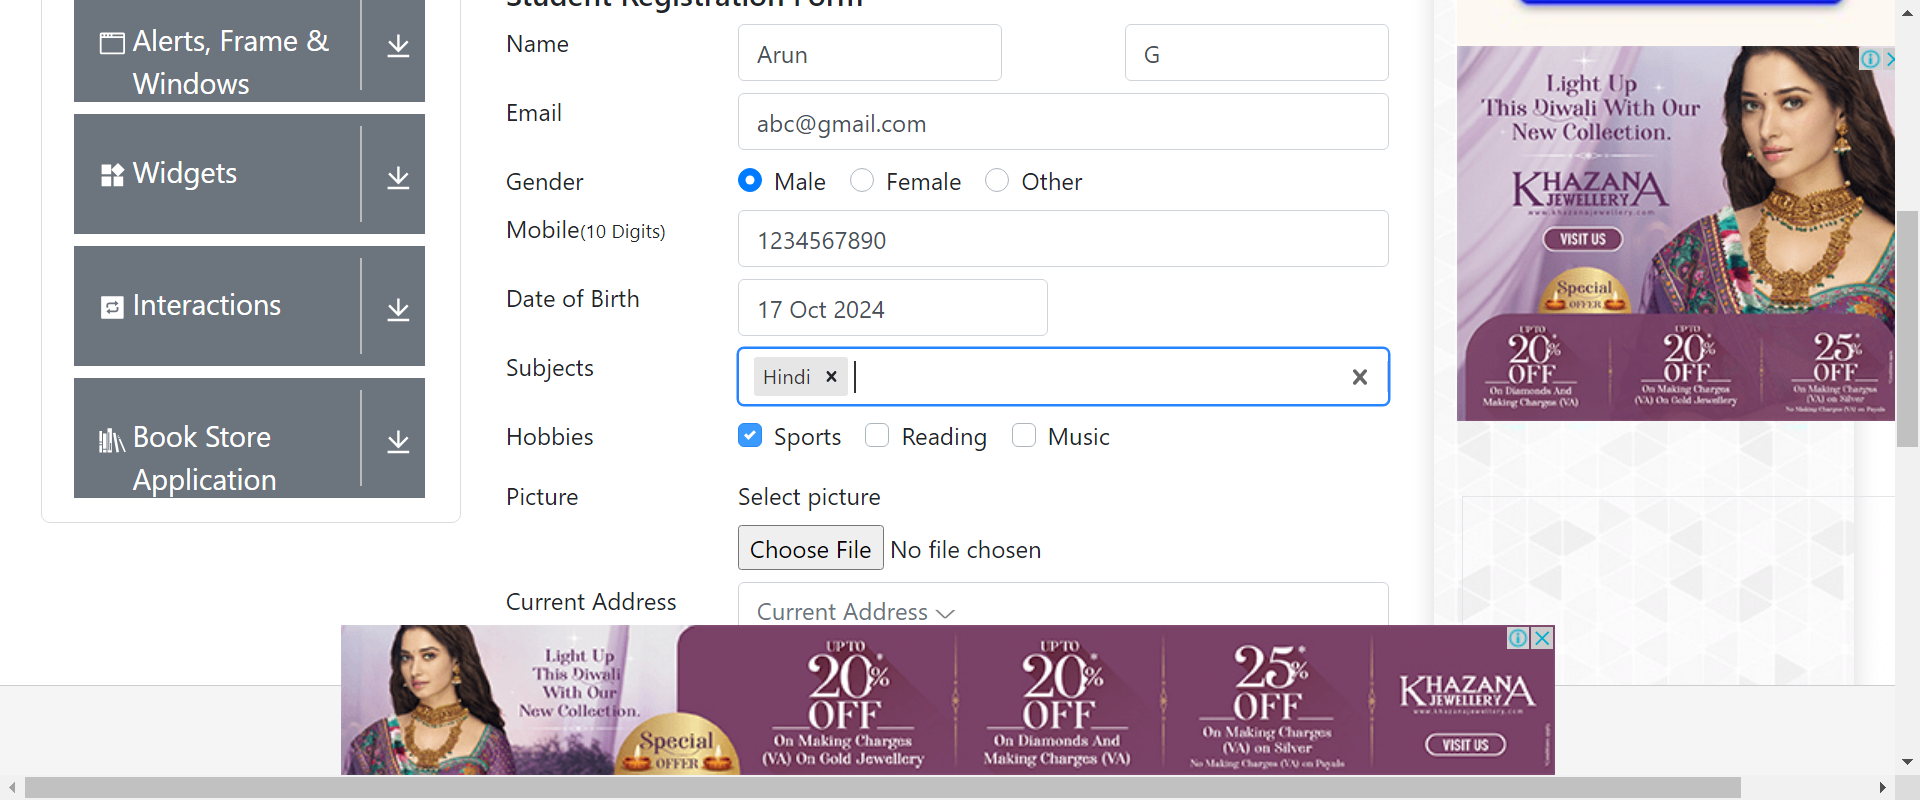 Student Registration Form
Alerts, Frame &
Windows
Widgets
Interactions
Book Store
Application
Name
Arun
G
Email
abc@gmail.com
Gender
Male
Female
Other
Mobile(10 Digits)
1234567890
Date of Birth
17 Oct 2024
Subjects
Hindi
Hobbies
Sports
Reading
Music
Picture
Select picture
Choose File No file chosen
Current Address
Current Address
Light Up
This Diwali With Our
New Collection.
KHAZANA
JEWELLERY
www.khazanajewellery.com
VISIT US
Special
OFFER
UPTO
20%
OFF
On Diamonds And
Making Charges (VA)
UPTO
20%
OFF
On Making Charges
(VA) On Gold Jewellery
UPTO
25%*
OFF
On Making Charges
(VA) on Silver
No Making Charges (VA) on Payals
Light Up
This Diwali
With Our
New Collection.
Special
OFFER
UPTO
20%*
OFF
On Making Charges
(VA) On Gold Jewellery
UPTO
20%*
OFF
On Diamonds And
Making Charges (VA)
25%*
OFF
On Making Charges
(VA) on Silver
No Making Charges (VA) on Payals
KHAZANA
JEWELLERY
www.khazanajewellery.com
VISIT US